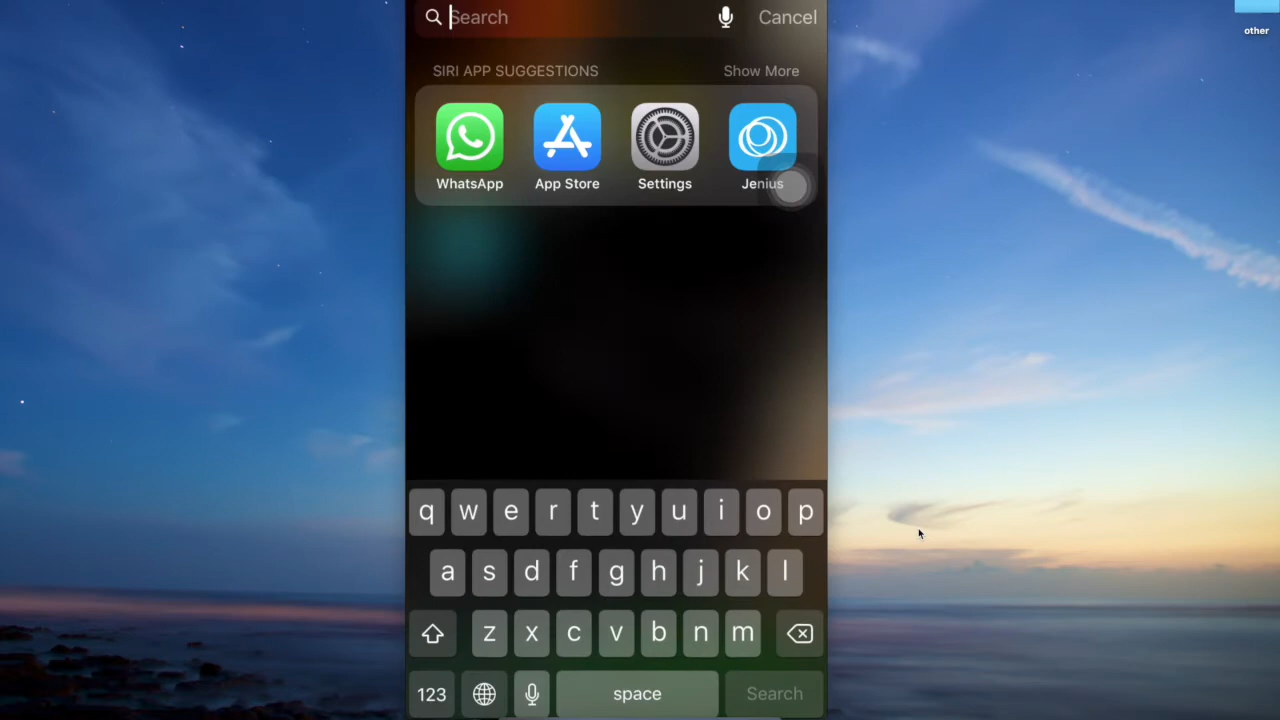 Search Cancel
other
SIRI APP SUGGESTIONS Show More
WhatsApp App Store Settings Jenius
q w e r t y u i o p
a s d f g h j k l
z x c v b n m
123 space Search